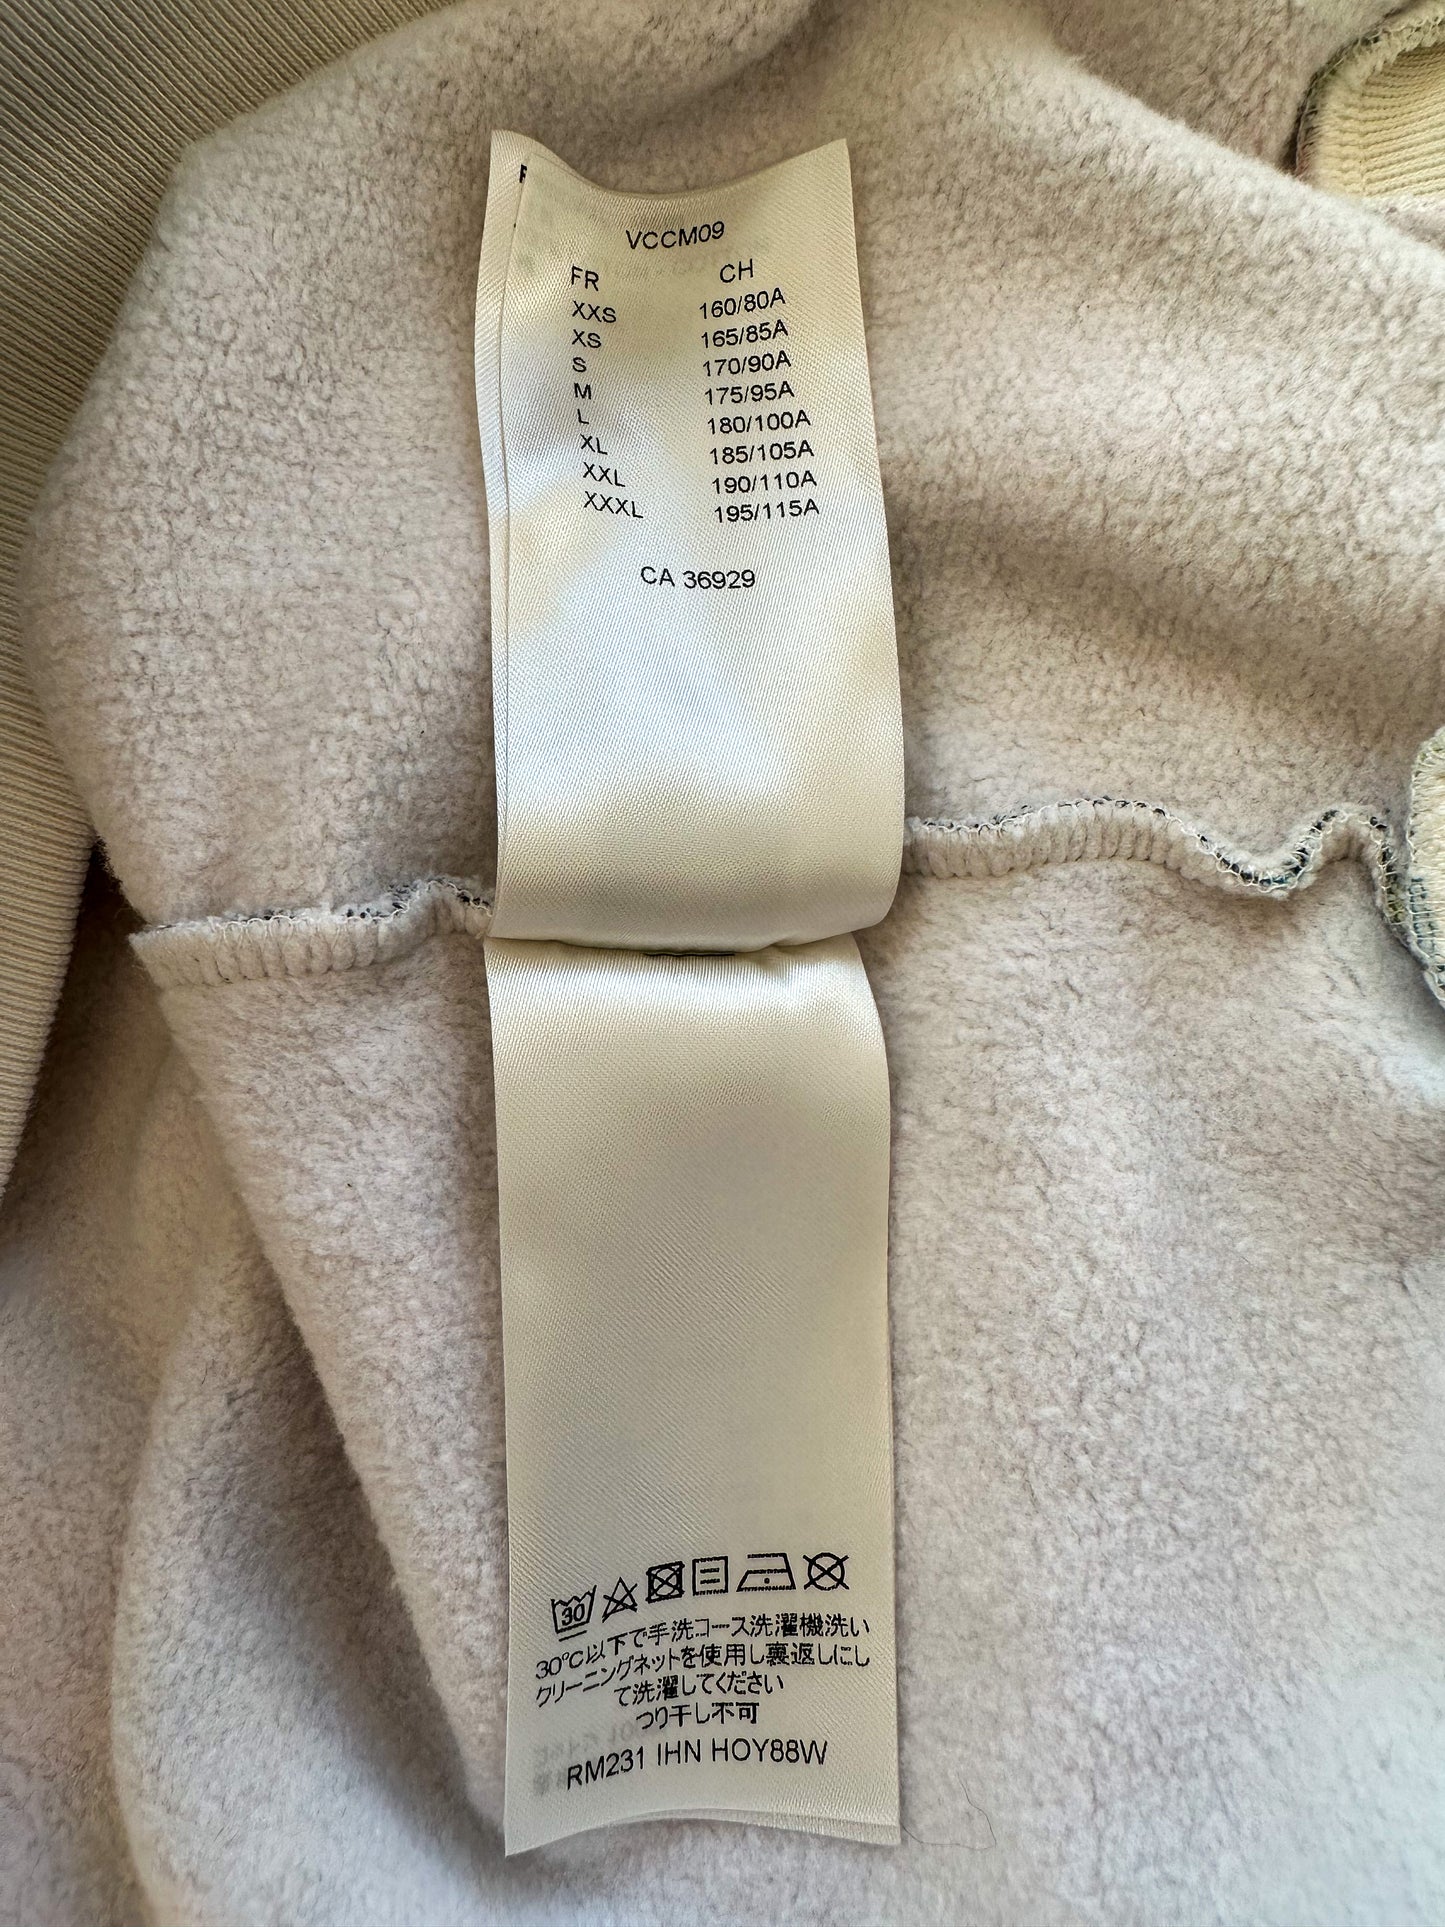 VCCM09
FR CH
XXS 160/80A
XS 165/85A
S 170/90A
M 175/95A
L 180/100A
XL 185/105A
XXL 190/110A
XXXL 195/115A
CA 36929
30
30℃以下で手洗コース洗濯機洗い
クリーニングネットを使用し裏返しにし
て洗濯してください
つり干し不可
RM231 IHN HOY88W